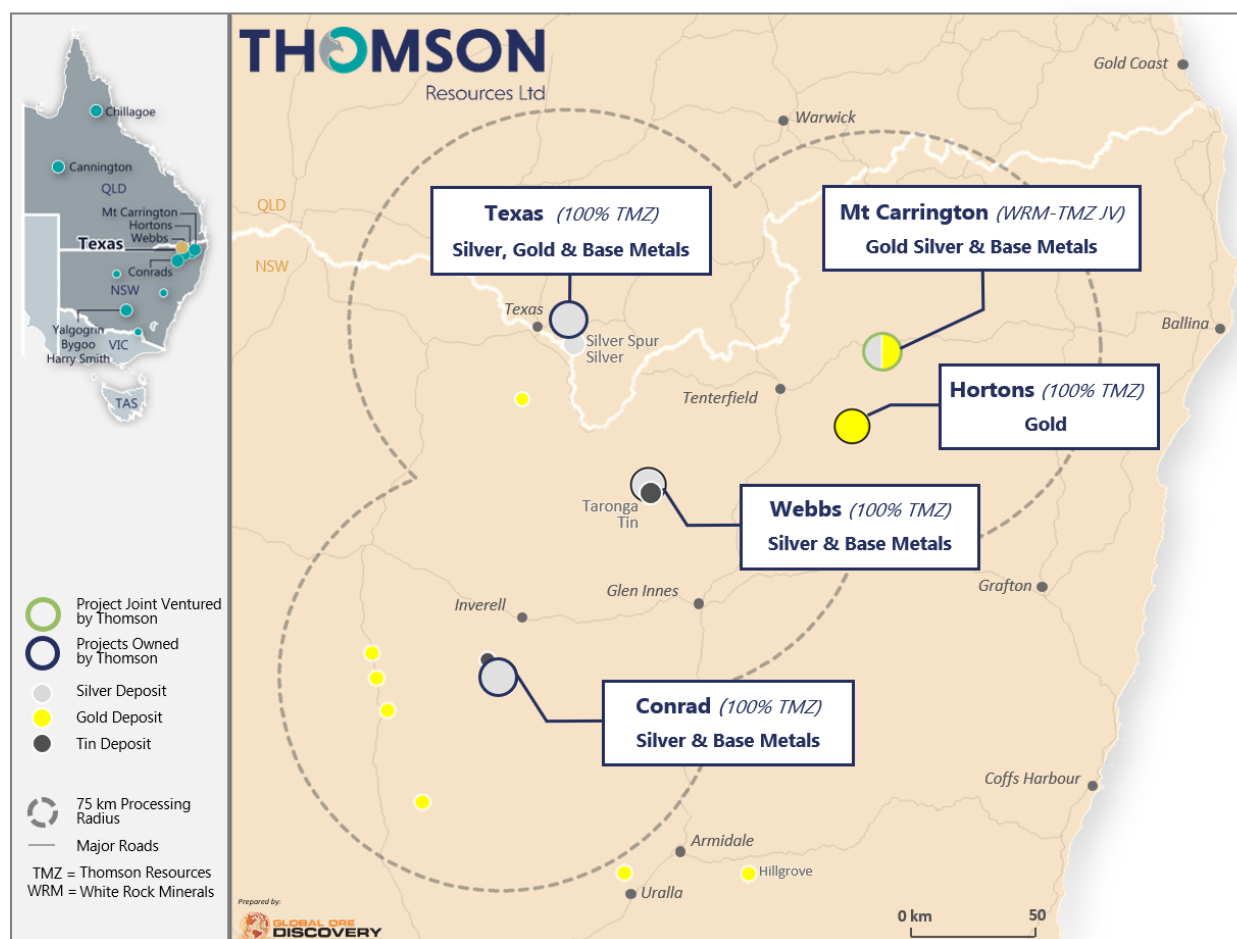 THOMSON
Resources Ltd
Chillagoe
Cannington
QLD
Mt Carrington
Hortons
Webbs
Texas
Conrads
NSW
Yalgogrin
Bygoo
Harry Smith
VIC
TAS
Project Joint Ventured
by Thomson
Projects Owned
by Thomson
Silver Deposit
Gold Deposit
Tin Deposit
75 km Processing
Radius
Major Roads
TMZ = Thomson Resources
WRM = White Rock Minerals
Gold Coast
Warwick
QLD
NSW
Texas (100% TMZ)
Silver, Gold & Base Metals
Mt Carrington (WRM-TMZ JV)
Gold Silver & Base Metals
Texas
Silver Spur
Silver
Ballina
Tenterfield
Hortons (100% TMZ)
Gold
Taronga
Tin
Webbs (100% TMZ)
Silver & Base Metals
Glen Innes
Grafton
Inverell
Conrad (100% TMZ)
Silver & Base Metals
Coffs Harbour
Armidale
Hillgrove
Uralla
Prepared by:
GLOBAL ORE
DISCOVERY
0 km 50